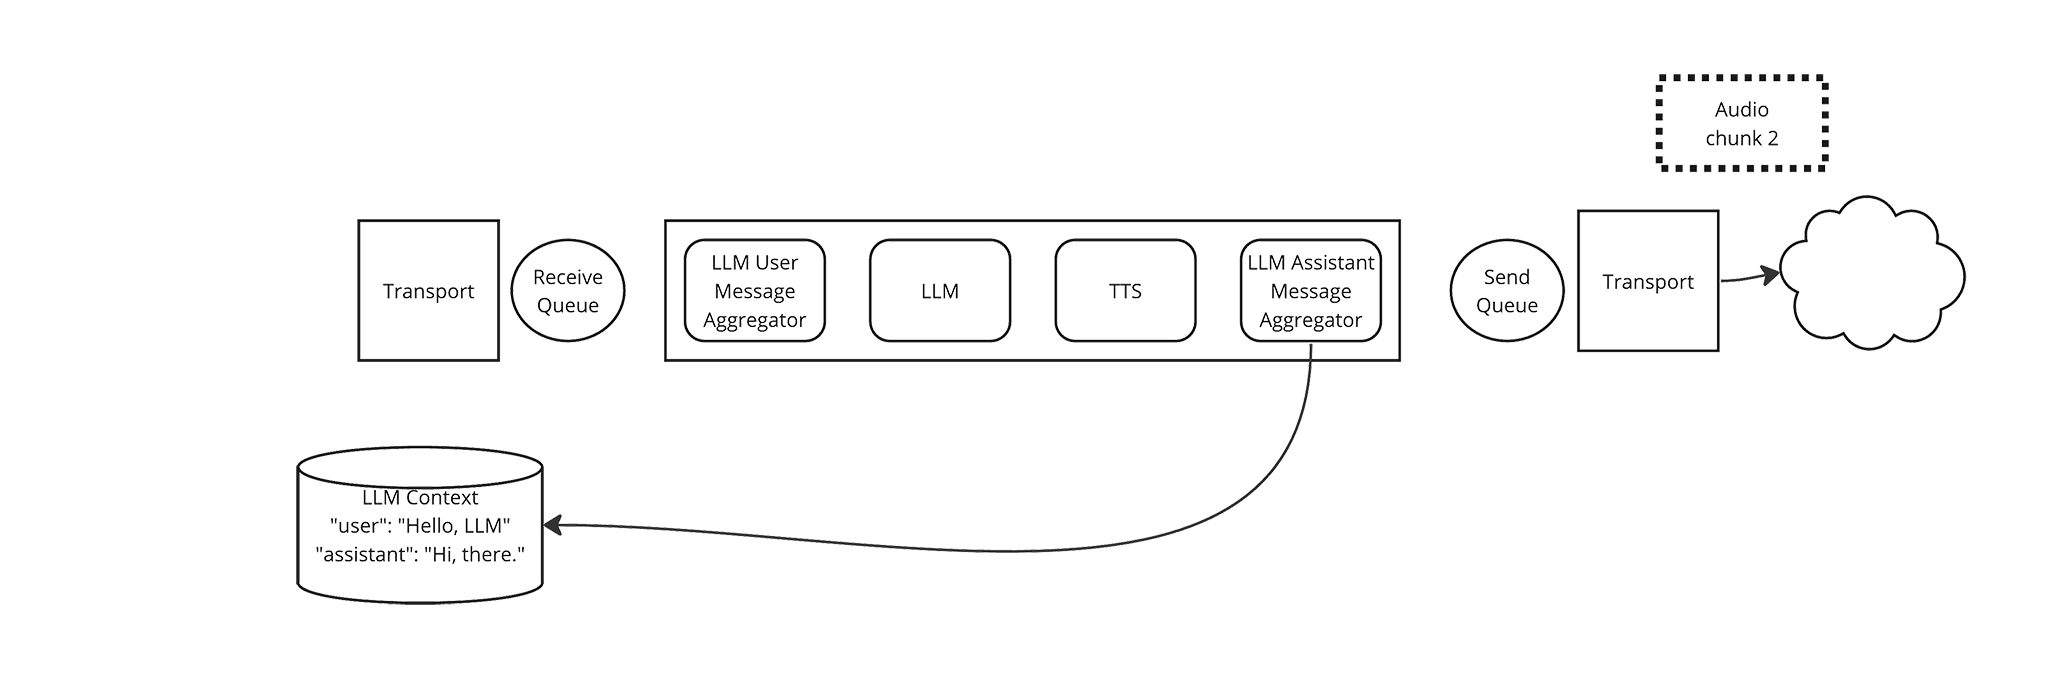 Audio
chunk 2
Transport
Receive
Queue
LLM User
Message
Aggregator
LLM
TTS
LLM Assistant
Message
Aggregator
Send
Queue
Transport
LLM Context
"user": "Hello, LLM"
"assistant": "Hi, there."